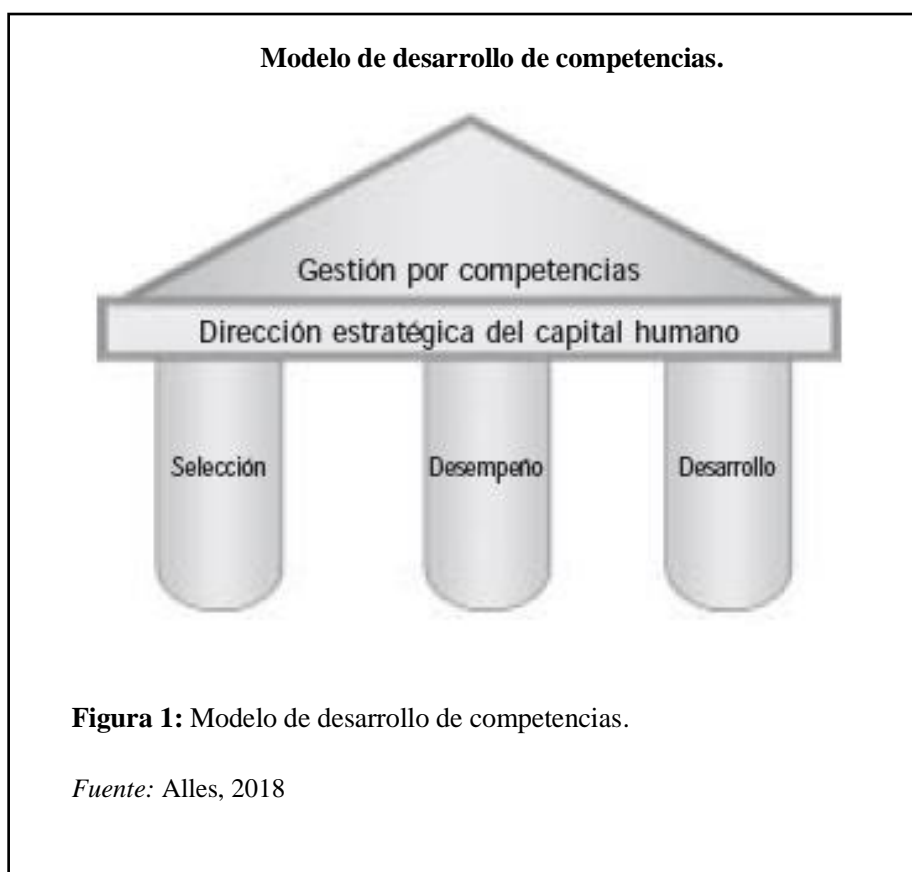 Modelo de desarrollo de competencias.
Gestión por competencias
Dirección estratégica del capital humano
Selección
Desempeño
Desarrollo
Figura 1: Modelo de desarrollo de competencias.
Fuente: Alles, 2018